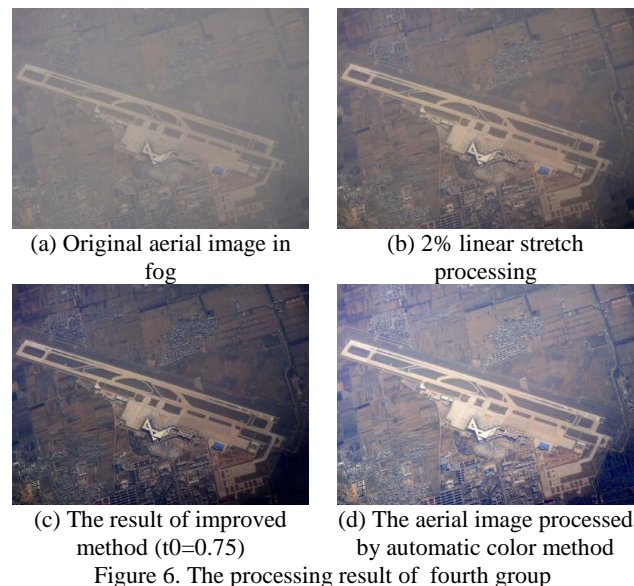 (a) Original aerial image in
fog
(b) 2% linear stretch
processing
(c) The result of improved
method (t0=0.75)
(d) The aerial image processed
by automatic color method
Figure 6. The processing result of fourth group